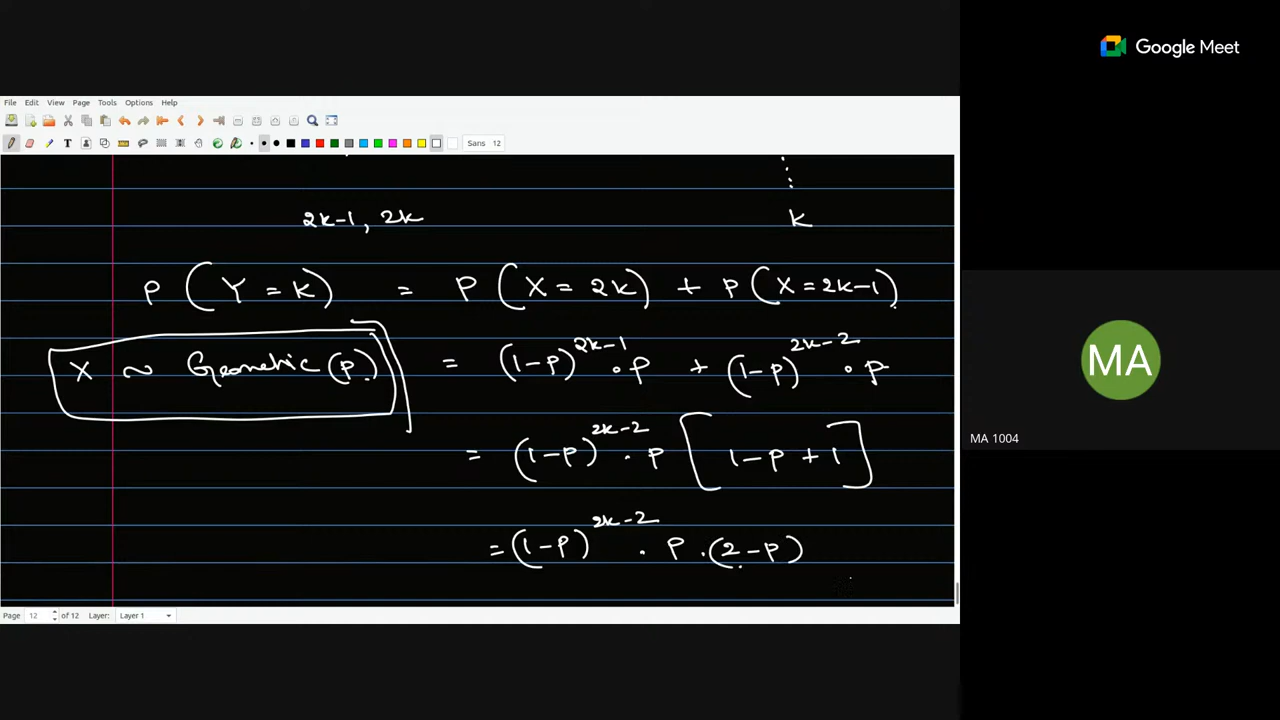 Google Meet
File Edit View Page Tools Options Help
Sans 12
2k-1, 2k
k
P (Y = k) = P (X = 2k) + P (X = 2k-1)
X ~ Geometric (p) = (1-p)^{2k-1} . p + (1-p)^{2k-2} . p
= (1-p)^{2k-2} . p [1-p+1]
= (1-p)^{2k-2} . p . (2-p)
MA
MA 1004
Page 12 of 12 Layer: Layer 1